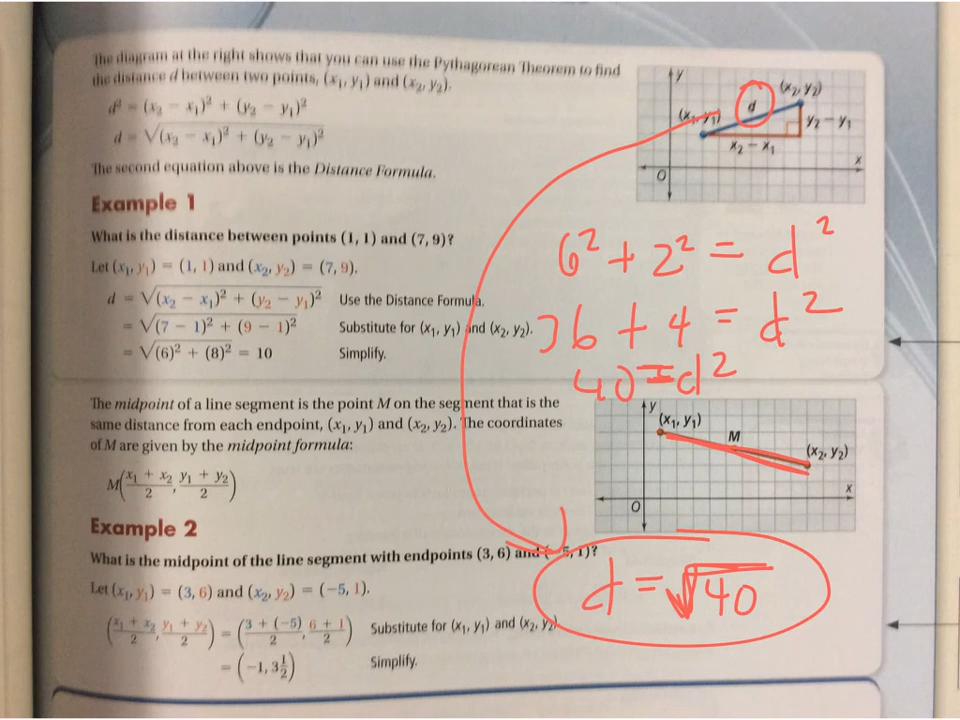 The diagram at the right shows that you can use the Pythagorean Theorem to find
the distance d between two points, (x₁, y₁) and (x₂, y₂).
d² = (x₂ − x₁)² + (y₂ − y₁)²
d = √(x₂ − x₁)² + (y₂ − y₁)²
The second equation above is the Distance Formula.
y
(x₂, y₂)
d
(x₁, y₁)
y₂ − y₁
x₂ − x₁
x
O
Example 1
What is the distance between points (1, 1) and (7, 9)?
Let (x₁, y₁) = (1, 1) and (x₂, y₂) = (7, 9).
d = √(x₂ − x₁)² + (y₂ − y₁)² Use the Distance Formula.
= √(7 − 1)² + (9 − 1)² Substitute for (x₁, y₁) and (x₂, y₂).
= √(6)² + (8)² = 10 Simplify.
6² + 2² = d²
36 + 4 = d²
40 = d²
The midpoint of a line segment is the point M on the segment that is the
same distance from each endpoint, (x₁, y₁) and (x₂, y₂). The coordinates
of M are given by the midpoint formula:
M((x₁ + x₂)/2, (y₁ + y₂)/2)
y
(x₁, y₁)
M
(x₂, y₂)
x
O
Example 2
What is the midpoint of the line segment with endpoints (3, 6) and (−5, 1)?
Let (x₁, y₁) = (3, 6) and (x₂, y₂) = (−5, 1).
((x₁ + x₂)/2, (y₁ + y₂)/2) = ((3 + (−5))/2, (6 + 1)/2) Substitute for (x₁, y₁) and (x₂, y₂).
= (−1, 3½) Simplify.
d = √40